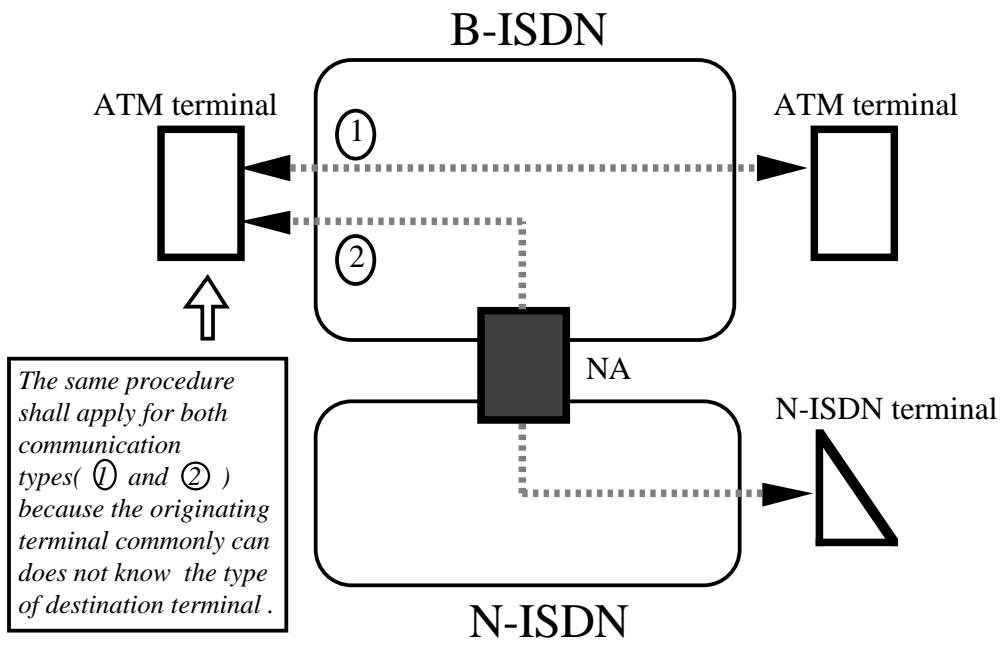 B-ISDN
ATM terminal
ATM terminal
1
2
NA
The same procedure
shall apply for both
communication
types( 1 and 2 )
because the originating
terminal commonly can
does not know the type
of destination terminal .
N-ISDN terminal
N-ISDN